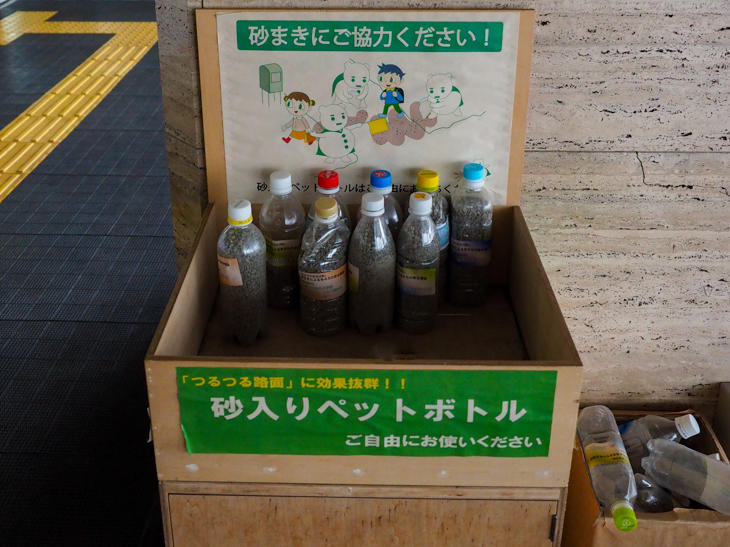 砂まきにご協力ください！
「つるつる路面」に効果抜群！！
砂入りペットボトル
ご自由にお使いください